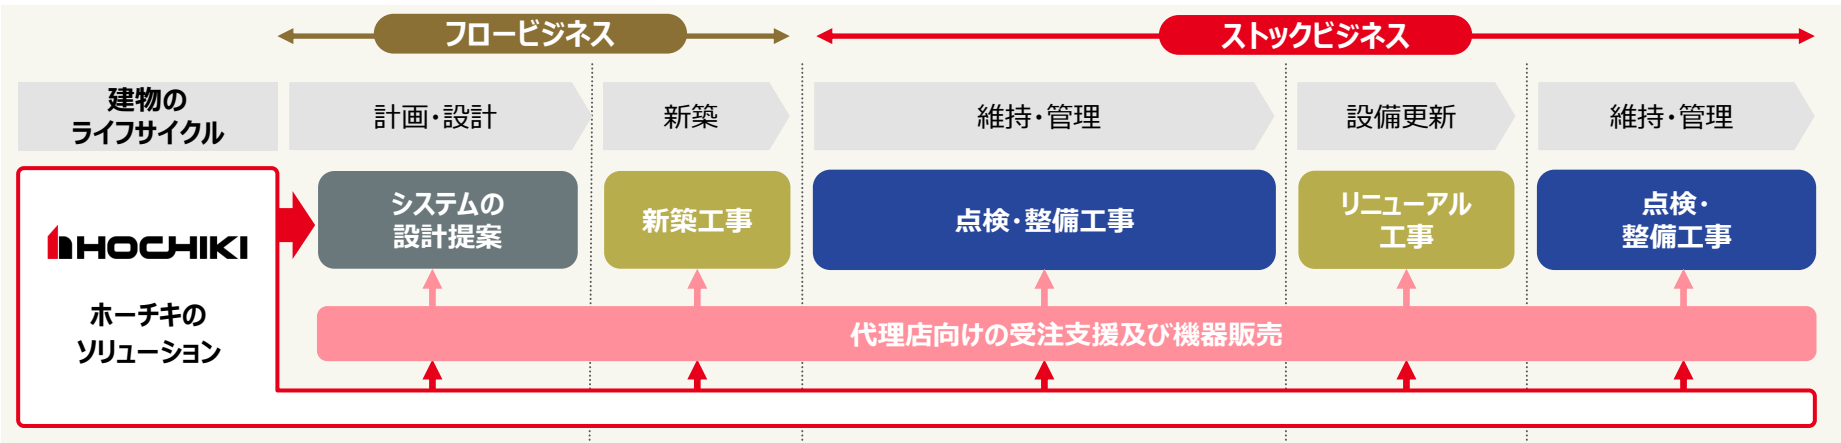 フロービジネス
ストックビジネス
建物の
ライフサイクル
計画・設計
新築
維持・管理
設備更新
維持・管理
HOCHIKI
ホーチキの
ソリューション
システムの
設計提案
新築工事
点検・整備工事
リニューアル
工事
点検・
整備工事
代理店向けの受注支援及び機器販売